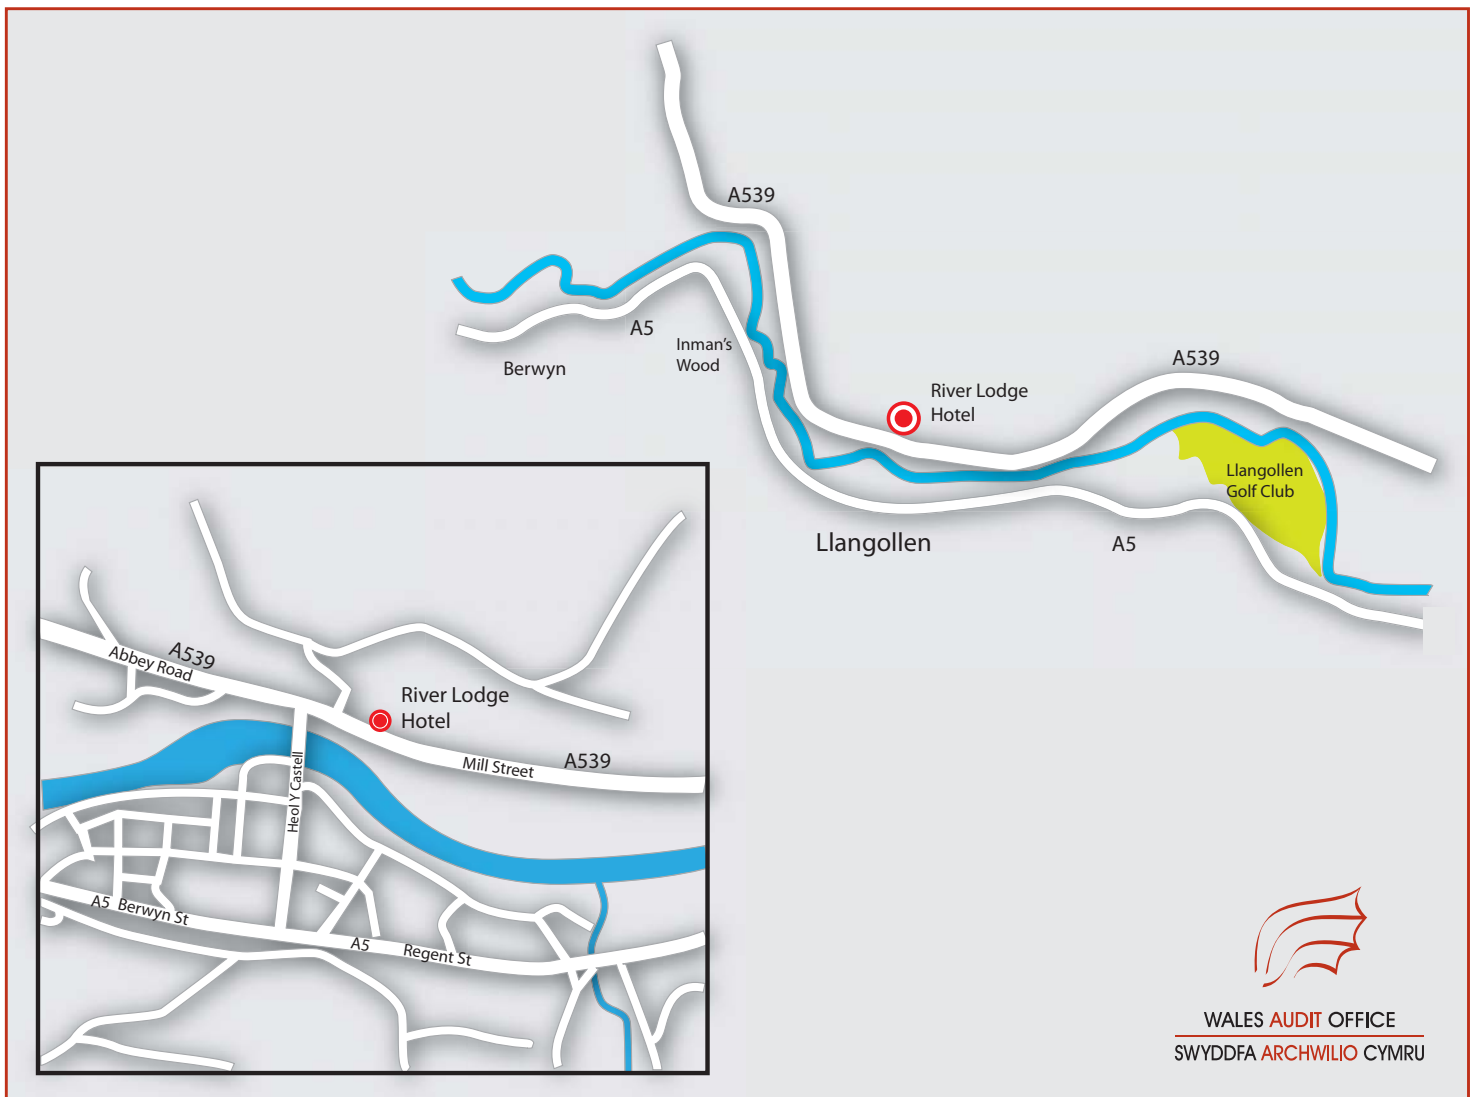 A539
A5
Inman's
Wood
Berwyn
A539
River Lodge
Hotel
Llangollen
Golf Club
Llangollen
A5
A539
Abbey Road
River Lodge
Hotel
Mill Street
A539
Heol Y Castell
A5 Berwyn St
A5 Regent St
WALES AUDIT OFFICE
SWYDDFA ARCHWILIO CYMRU